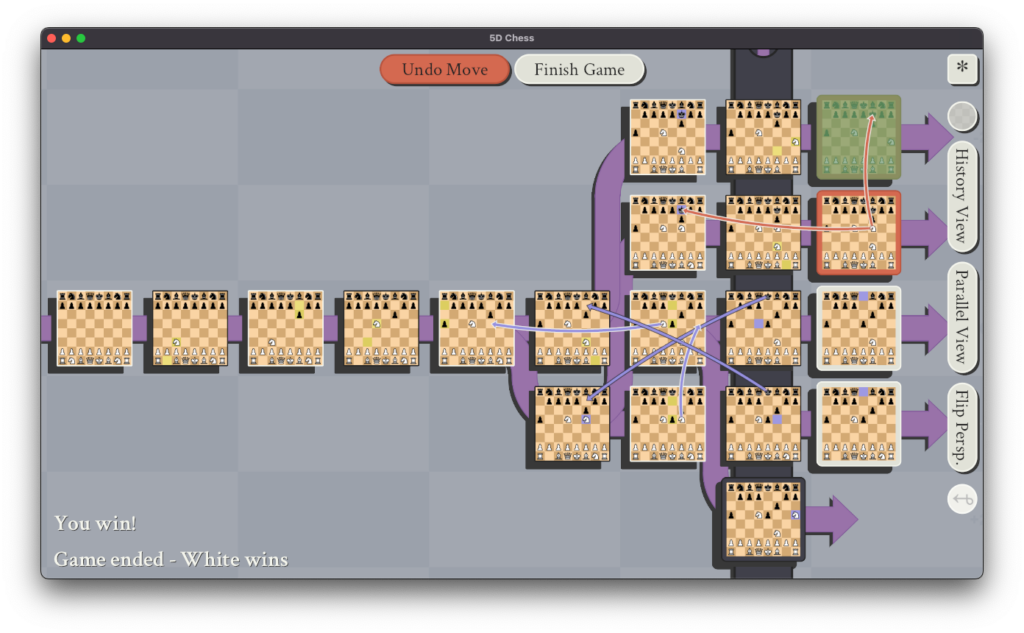 5D Chess
Undo Move
Finish Game
*
History View
Parallel View
Flip Persp.
You win!
Game ended - White wins